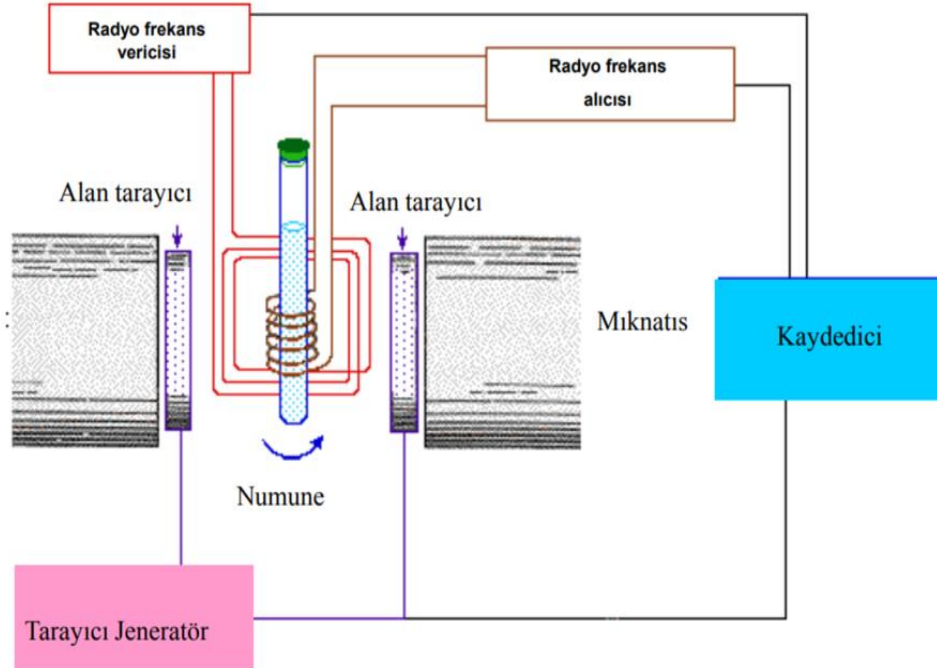 Radyo frekans
vericisi
Radyo frekans
alıcısı
Alan tarayıcı
Alan tarayıcı
:
Mıknatıs
Kaydedici
Numune
Tarayıcı Jeneratör